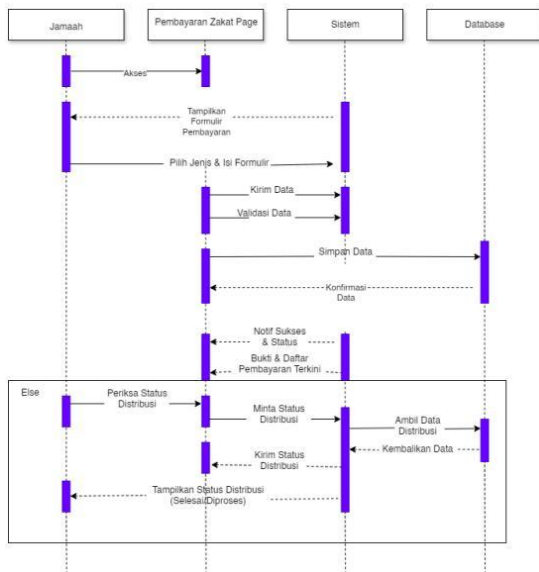 Jamaah
Pembayaran Zakat Page
Sistem
Database
Akses
Tampilkan
Formulir
Pembayaran
Pilih Jenis & Isi Formulir
Kirim Data
Validasi Data
Simpan Data
Konfirmasi
Data
Notif Sukses
& Status
Bukti & Daftar
Pembayaran Terkini
Else
Periksa Status
Distribusi
Minta Status
Distribusi
Ambil Data
Distribusi
Kembalikan Data
Kirim Status
Distribusi
Tampilkan Status Distribusi
(Selesai/Diproses)